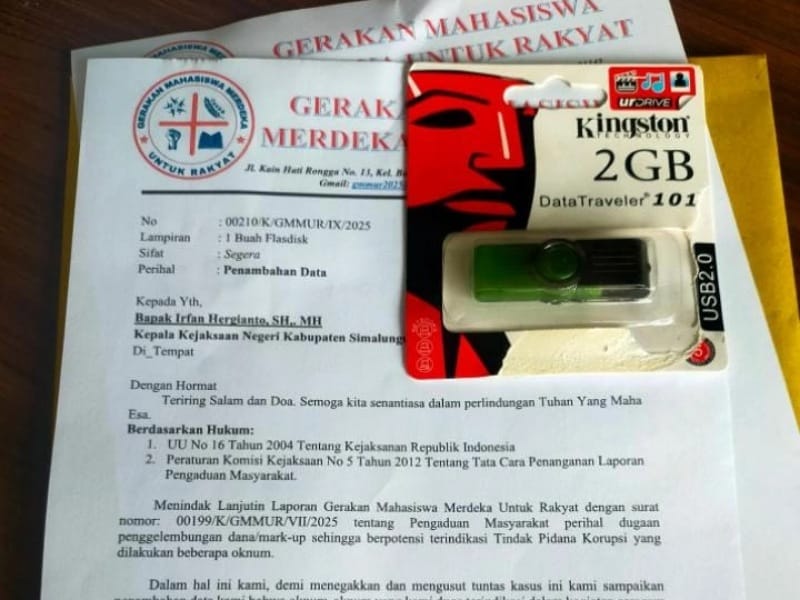 GERAKAN MAHASISWA
UNTUK RAKYAT
GERAKAN MAHASISWA MERDEKA
UNTUK RAKYAT
MAHASISW
MERDEKA
Jl. Kain Hati Rongga No. 13, Kel.
Gmail:
No : 00210/K/GMMUR/IX/2025
Lampiran : 1 Buah Flasdisk
Sifat : Segera
Perihal : Penambahan Data
Kepada Yth,
Bapak Irfan Hergianto, SH,. MH
Kepala Kejaksaan Negeri Kabupaten
Di_Tempat
Dengan Hormat
Teriring Salam dan Doa. Semoga kita senantiasa dalam perlindungan Tuhan Yang Maha
Esa.
Berdasarkan Hukum:
1. UU No 16 Tahun 2004 Tentang Kejaksanan Republik Indonesia
2. Peraturan Komisi Kejaksaan No 5 Tahun 2012 Tentang Tata Cara Penanganan Laporan
Pengaduan Masyarakat.
Menindak Lanjutin Laporan Gerakan Mahasiswa Merdeka Untuk Rakyat dengan surat
nomor: 00199/K/GMMUR/VII/2025 tentang Pengaduan Masyarakat perihal dugaan
penggelembungan dana/mark-up sehingga berpotensi terindikasi Tindak Pidana Korupsi yang
dilakukan beberapa oknum.
Dalam hal ini kami, demi menegakkan dan mengusut tuntas kasus ini kami sampaikan
urDRIVE
Kingston
TECHNOLOGY
2GB
DataTraveler® 101
USB2.0
5